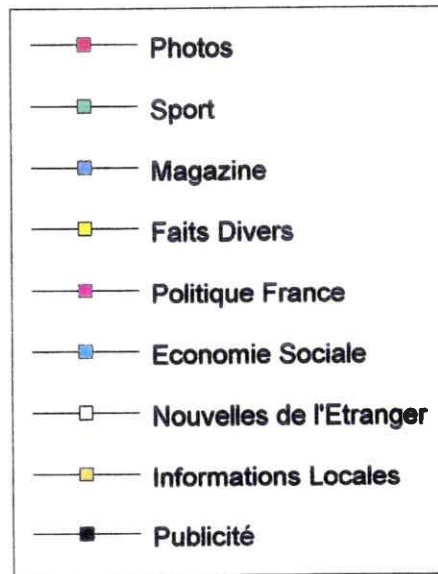 Photos
Sport
Magazine
Faits Divers
Politique France
Economie Sociale
Nouvelles de l'Etranger
Informations Locales
Publicité